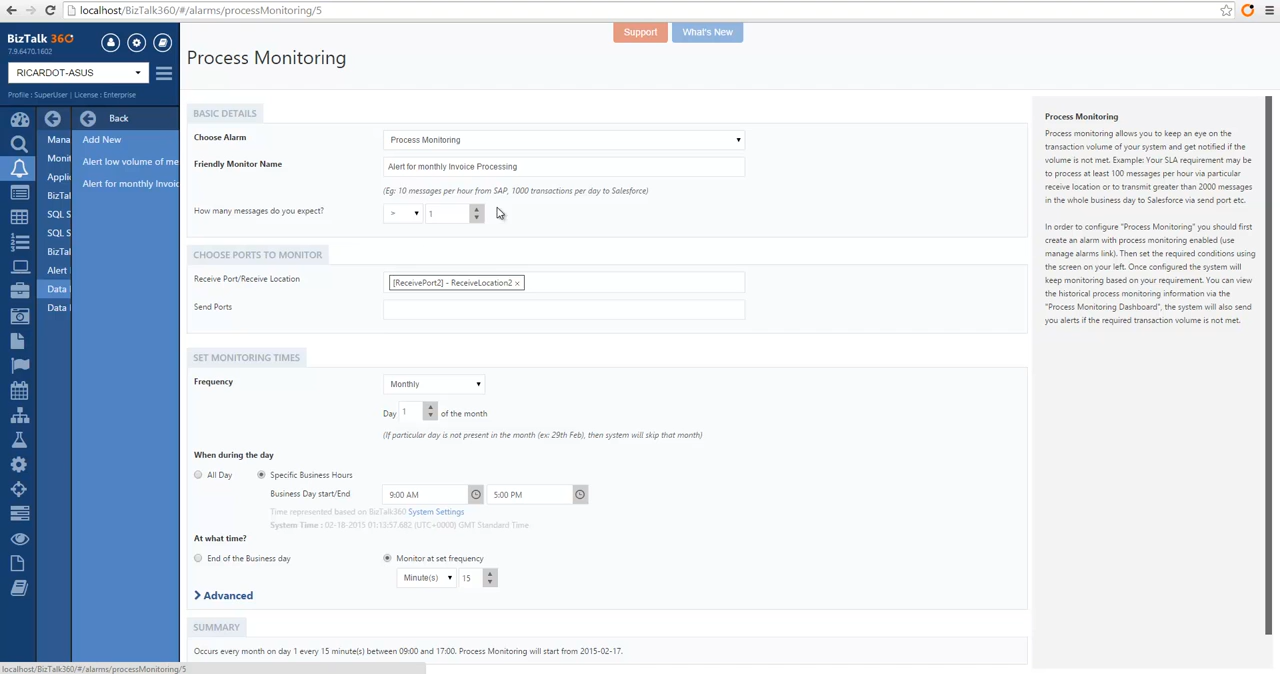 localhost/BizTalk360/#/alarms/processMonitoring/5
BizTalk 360
7.9.6470.1602
RICARDOT-ASUS
Profile : SuperUser | License : Enterprise
Support
What's New
Process Monitoring
Back
Mana
Monit
Applic
BizTal
SQL S
SQL S
BizTal
Alert
Data
Data
Add New
Alert low volume of me
Alert for monthly Invoic
BASIC DETAILS
Choose Alarm
Process Monitoring
Friendly Monitor Name
Alert for monthly Invoice Processing
(Eg: 10 messages per hour from SAP, 1000 transactions per day to Salesforce)
How many messages do you expect?
>
1
CHOOSE PORTS TO MONITOR
Receive Port/Receive Location
[ReceivePort2] - ReceiveLocation2 ×
Send Ports
SET MONITORING TIMES
Frequency
Monthly
Day 1 of the month
(If particular day is not present in the month (ex: 29th Feb), then system will skip that month)
When during the day
All Day
Specific Business Hours
Business Day start/End
9:00 AM
5:00 PM
Time represented based on BizTalk360 System Settings
System Time : 02-18-2015 01:13:57.682 (UTC+0000) GMT Standard Time
At what time?
End of the Business day
Monitor at set frequency
Minute(s)
15
Advanced
SUMMARY
Occurs every month on day 1 every 15 minute(s) between 09:00 and 17:00. Process Monitoring will start from 2015-02-17.
Process Monitoring
Process monitoring allows you to keep an eye on the
transaction volume of your system and get notified if the
volume is not met. Example: Your SLA requirement may be
to process at least 100 messages per hour via particular
receive location or to transmit greater than 2000 messages
in the whole business day to Salesforce via send port etc.
In order to configure "Process Monitoring" you should first
create an alarm with process monitoring enabled (use
manage alarms link). Then set the required conditions using
the screen on your left. Once configured the system will
keep monitoring based on your requirement. You can view
the historical process monitoring information via the
"Process Monitoring Dashboard", the system will also send
you alerts if the required transaction volume is not met.
localhost/BizTalk360/#/alarms/processMonitoring/5